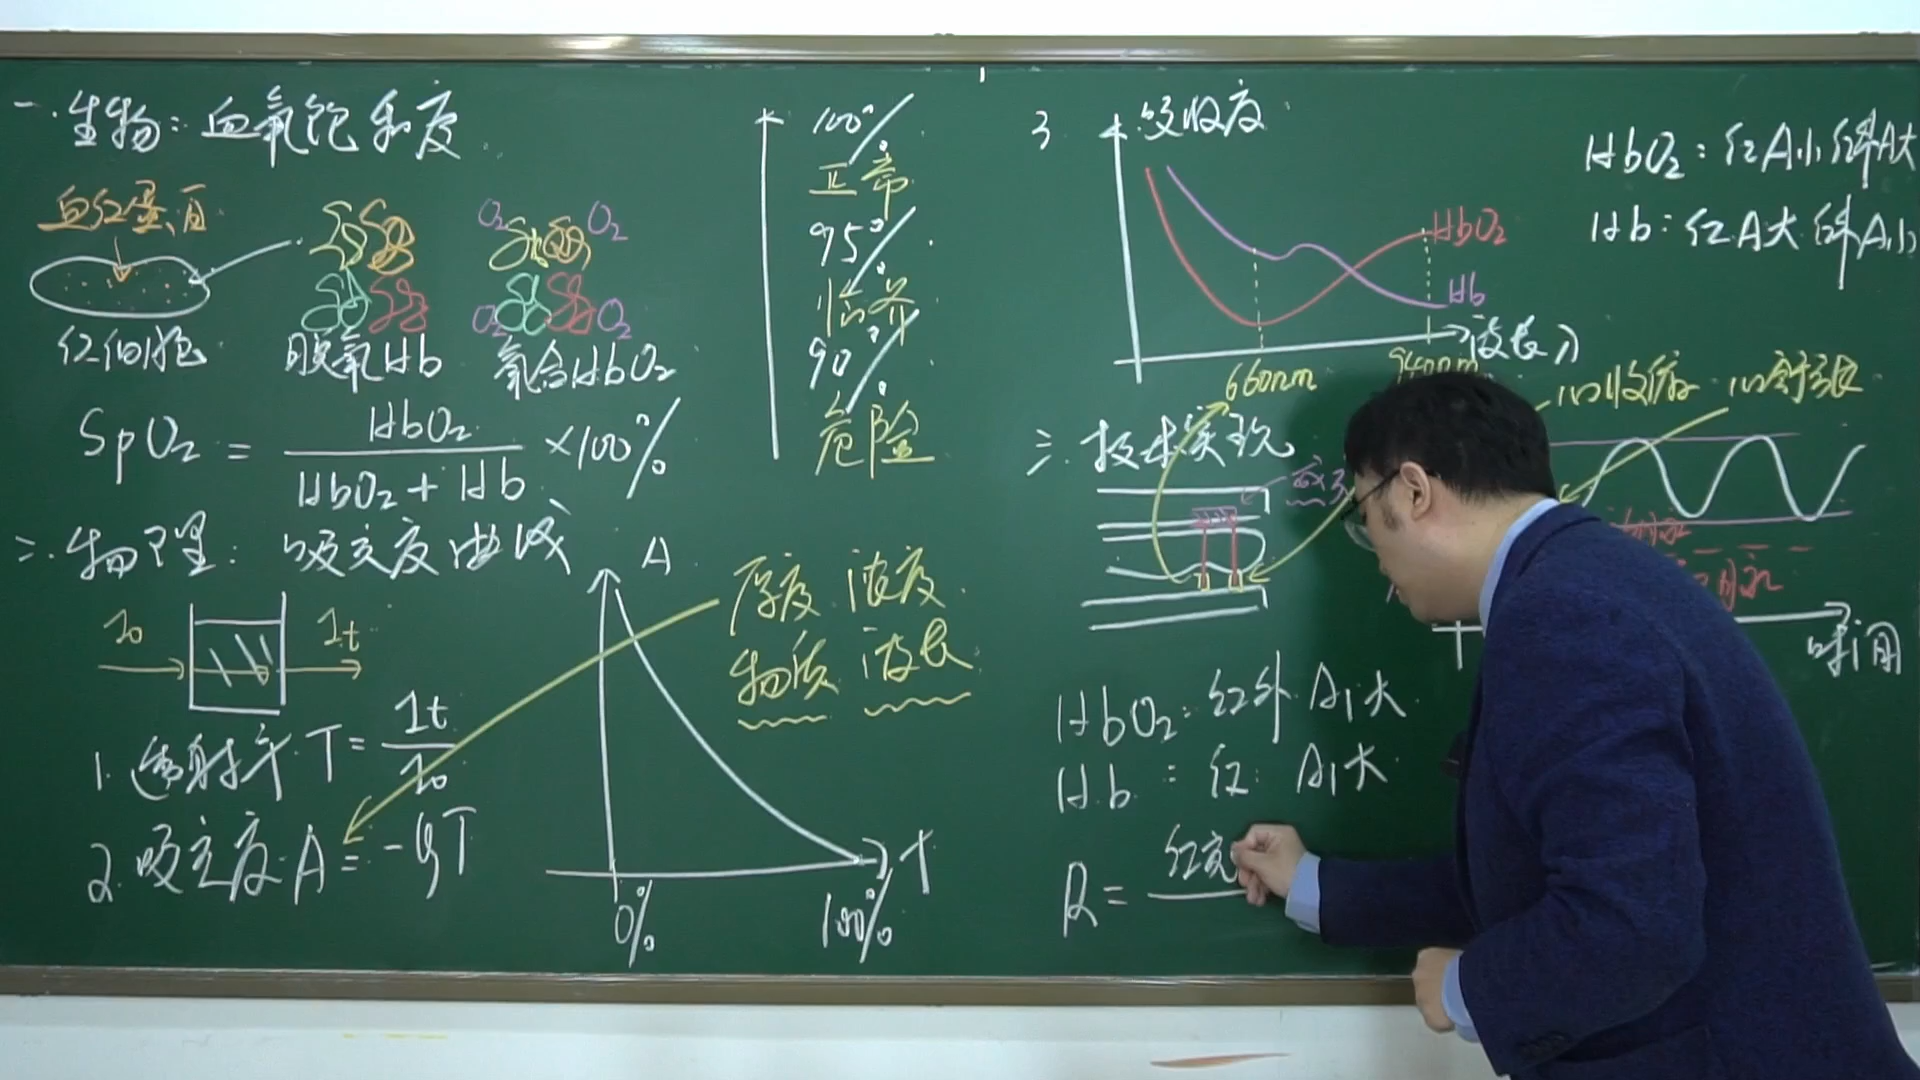 一.生物:血氧饱和度
血红蛋白
红细胞
脱氧Hb
O₂ O₂
O₂ O₂
氧合HbO₂
SpO₂ = HbO₂/(HbO₂+Hb) ×100%
二.物理:吸光度曲线
I₀ It
1.透射率 T= It/I₀
2.吸光度 A=-lgT
A
T
0% 100%
厚度 浓度
物质 波长
100%
正常
95%
临界
90%
危险
3
吸收度
HbO₂
Hb
波长λ
660nm
940nm
HbO₂:红A小红外A大
Hb:红A大红外A小
三.技术实现
心收缩 心舒张
时间
HbO₂:红外 A大
Hb:红 A大
R= 红光